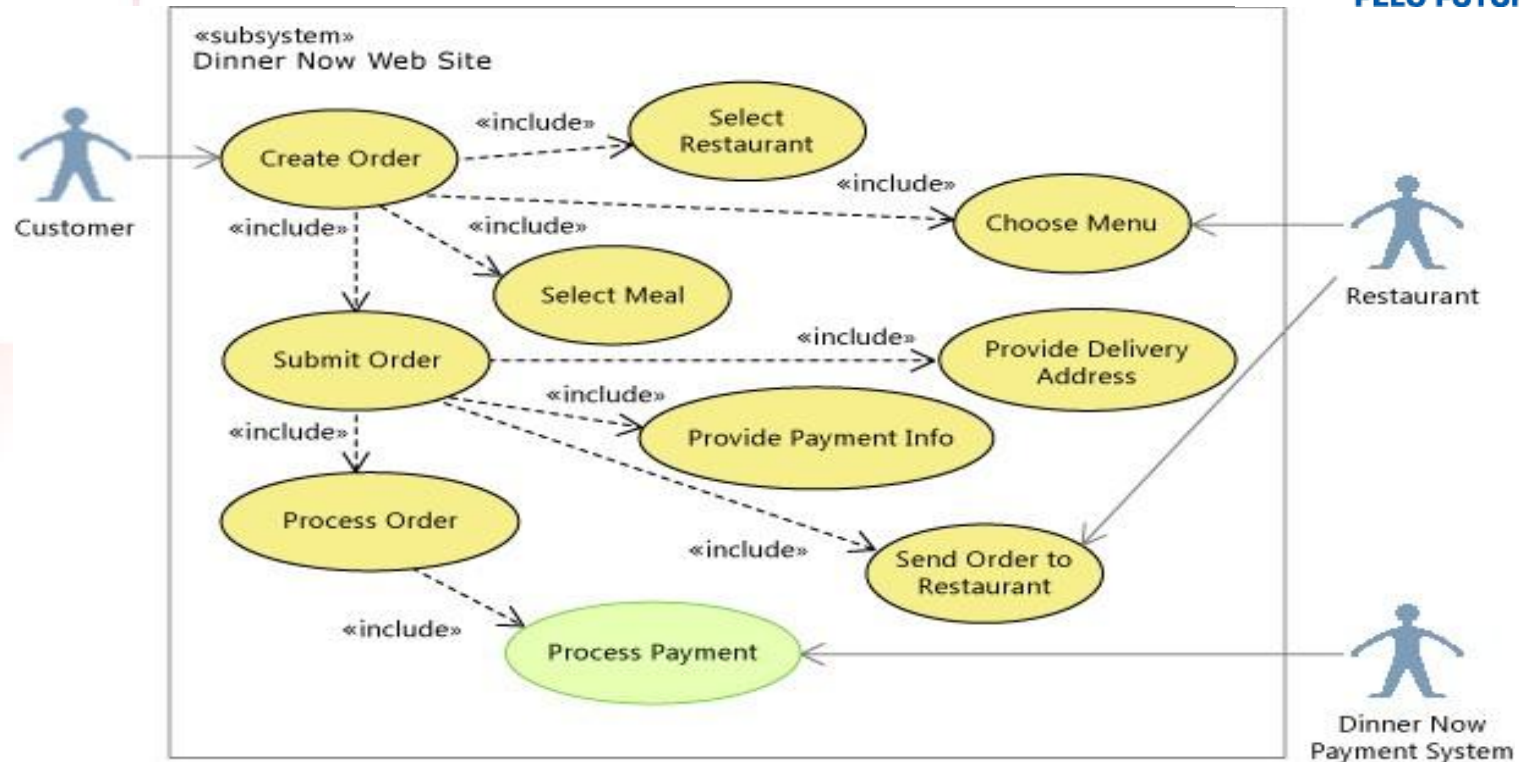 «subsystem»
Dinner Now Web Site
«include»
Select
Restaurant
Create Order
«include»
Customer
«include»
«include»
Choose Menu
Select Meal
Restaurant
«include»
Submit Order
Provide Delivery
Address
«include»
«include»
Provide Payment Info
Process Order
«include»
Send Order to
Restaurant
«include»
Process Payment
Dinner Now
Payment System